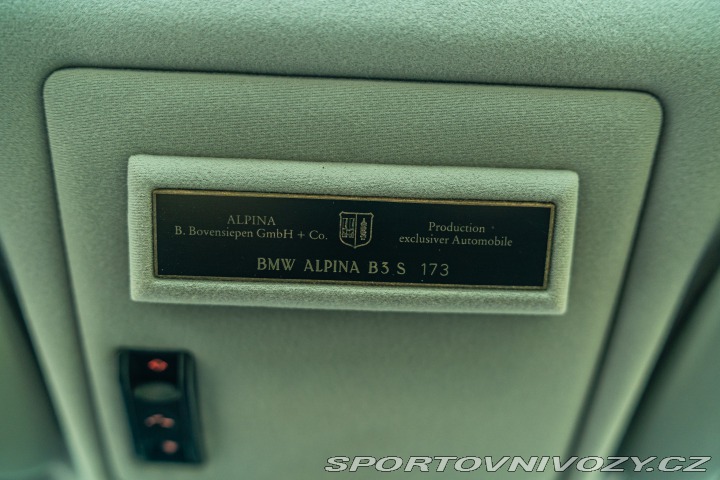 ALPINA
B. Bovensiepen GmbH + Co.
Production
exclusiver Automobile
BMW ALPINA B3 S 173
SPORTOVNIVOZY.CZ